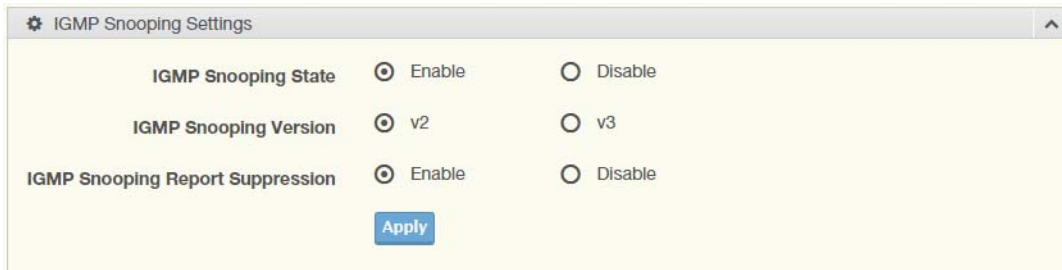 IGMP Snooping Settings
IGMP Snooping State Enable Disable
IGMP Snooping Version v2 v3
IGMP Snooping Report Suppression Enable Disable
Apply